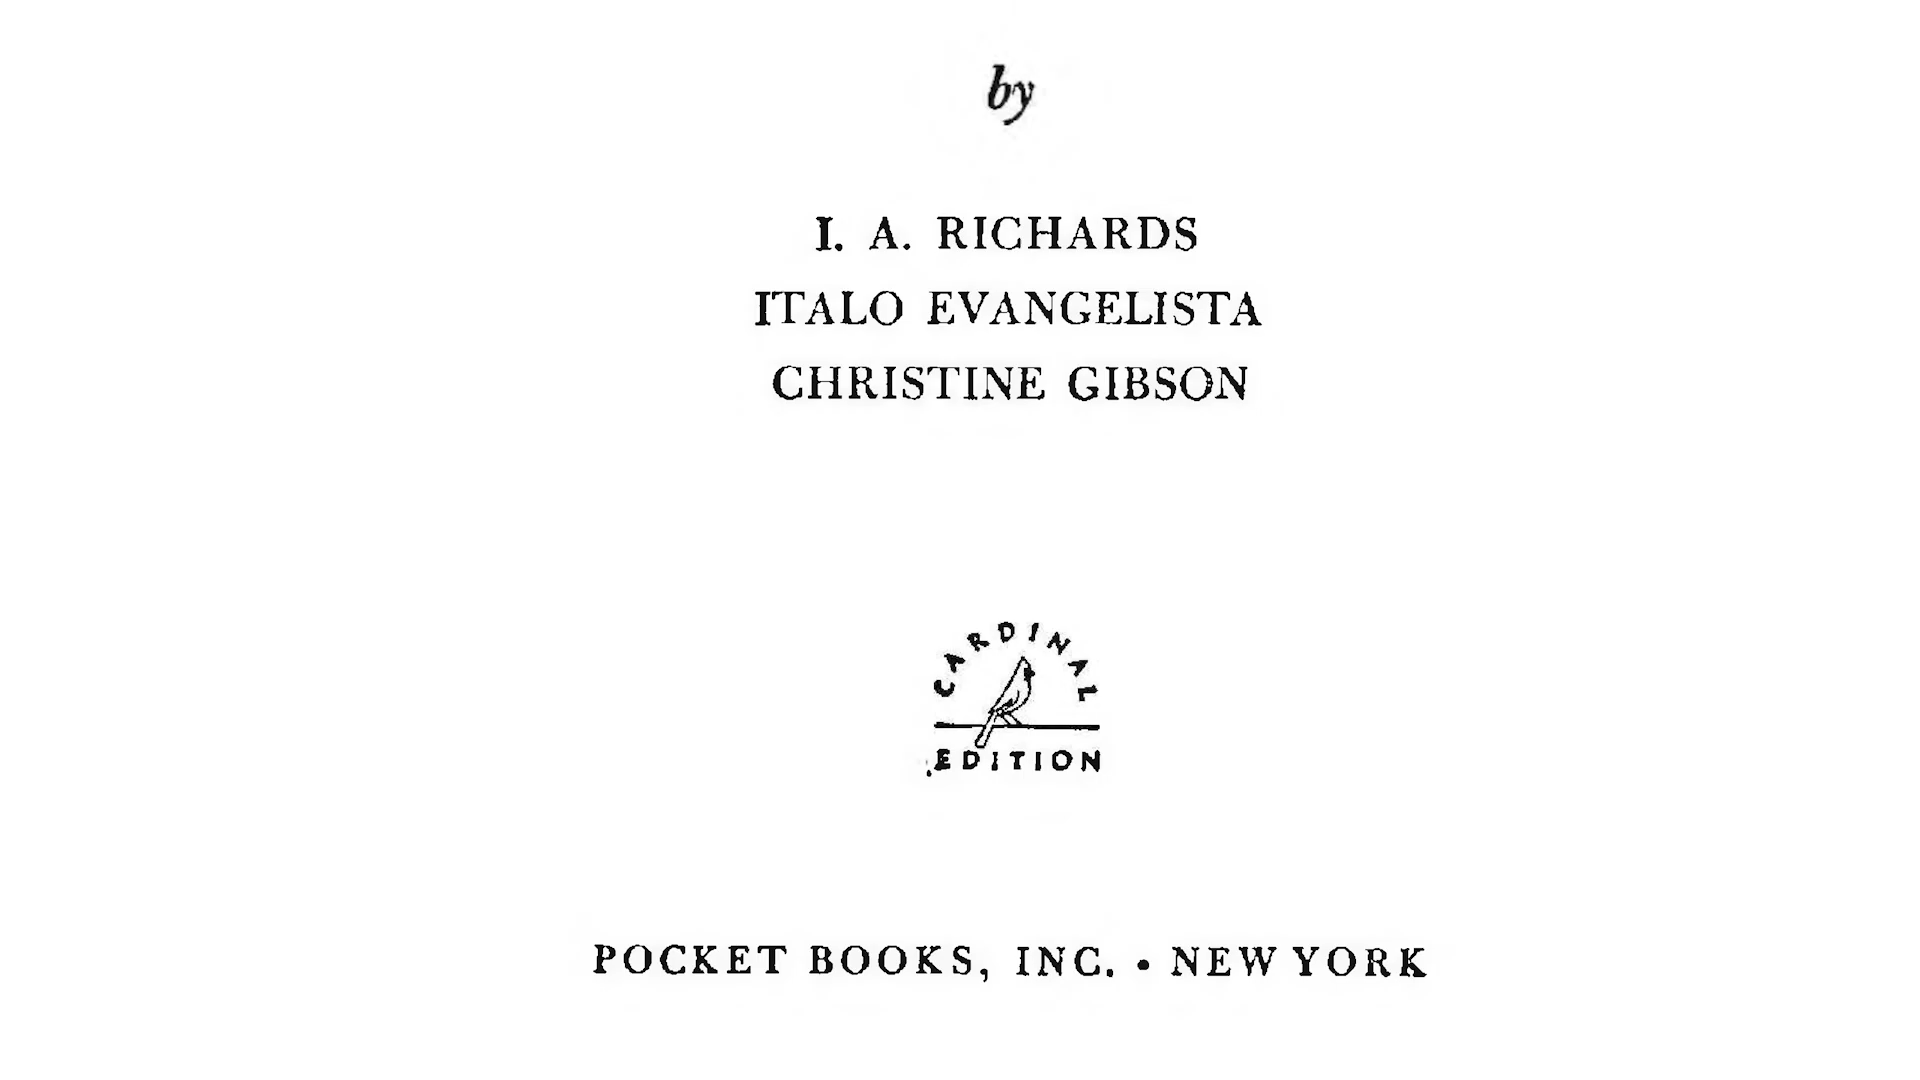 by
I. A. RICHARDS
ITALO EVANGELISTA
CHRISTINE GIBSON
CARDINAL
EDITION
POCKET BOOKS, INC. • NEW YORK